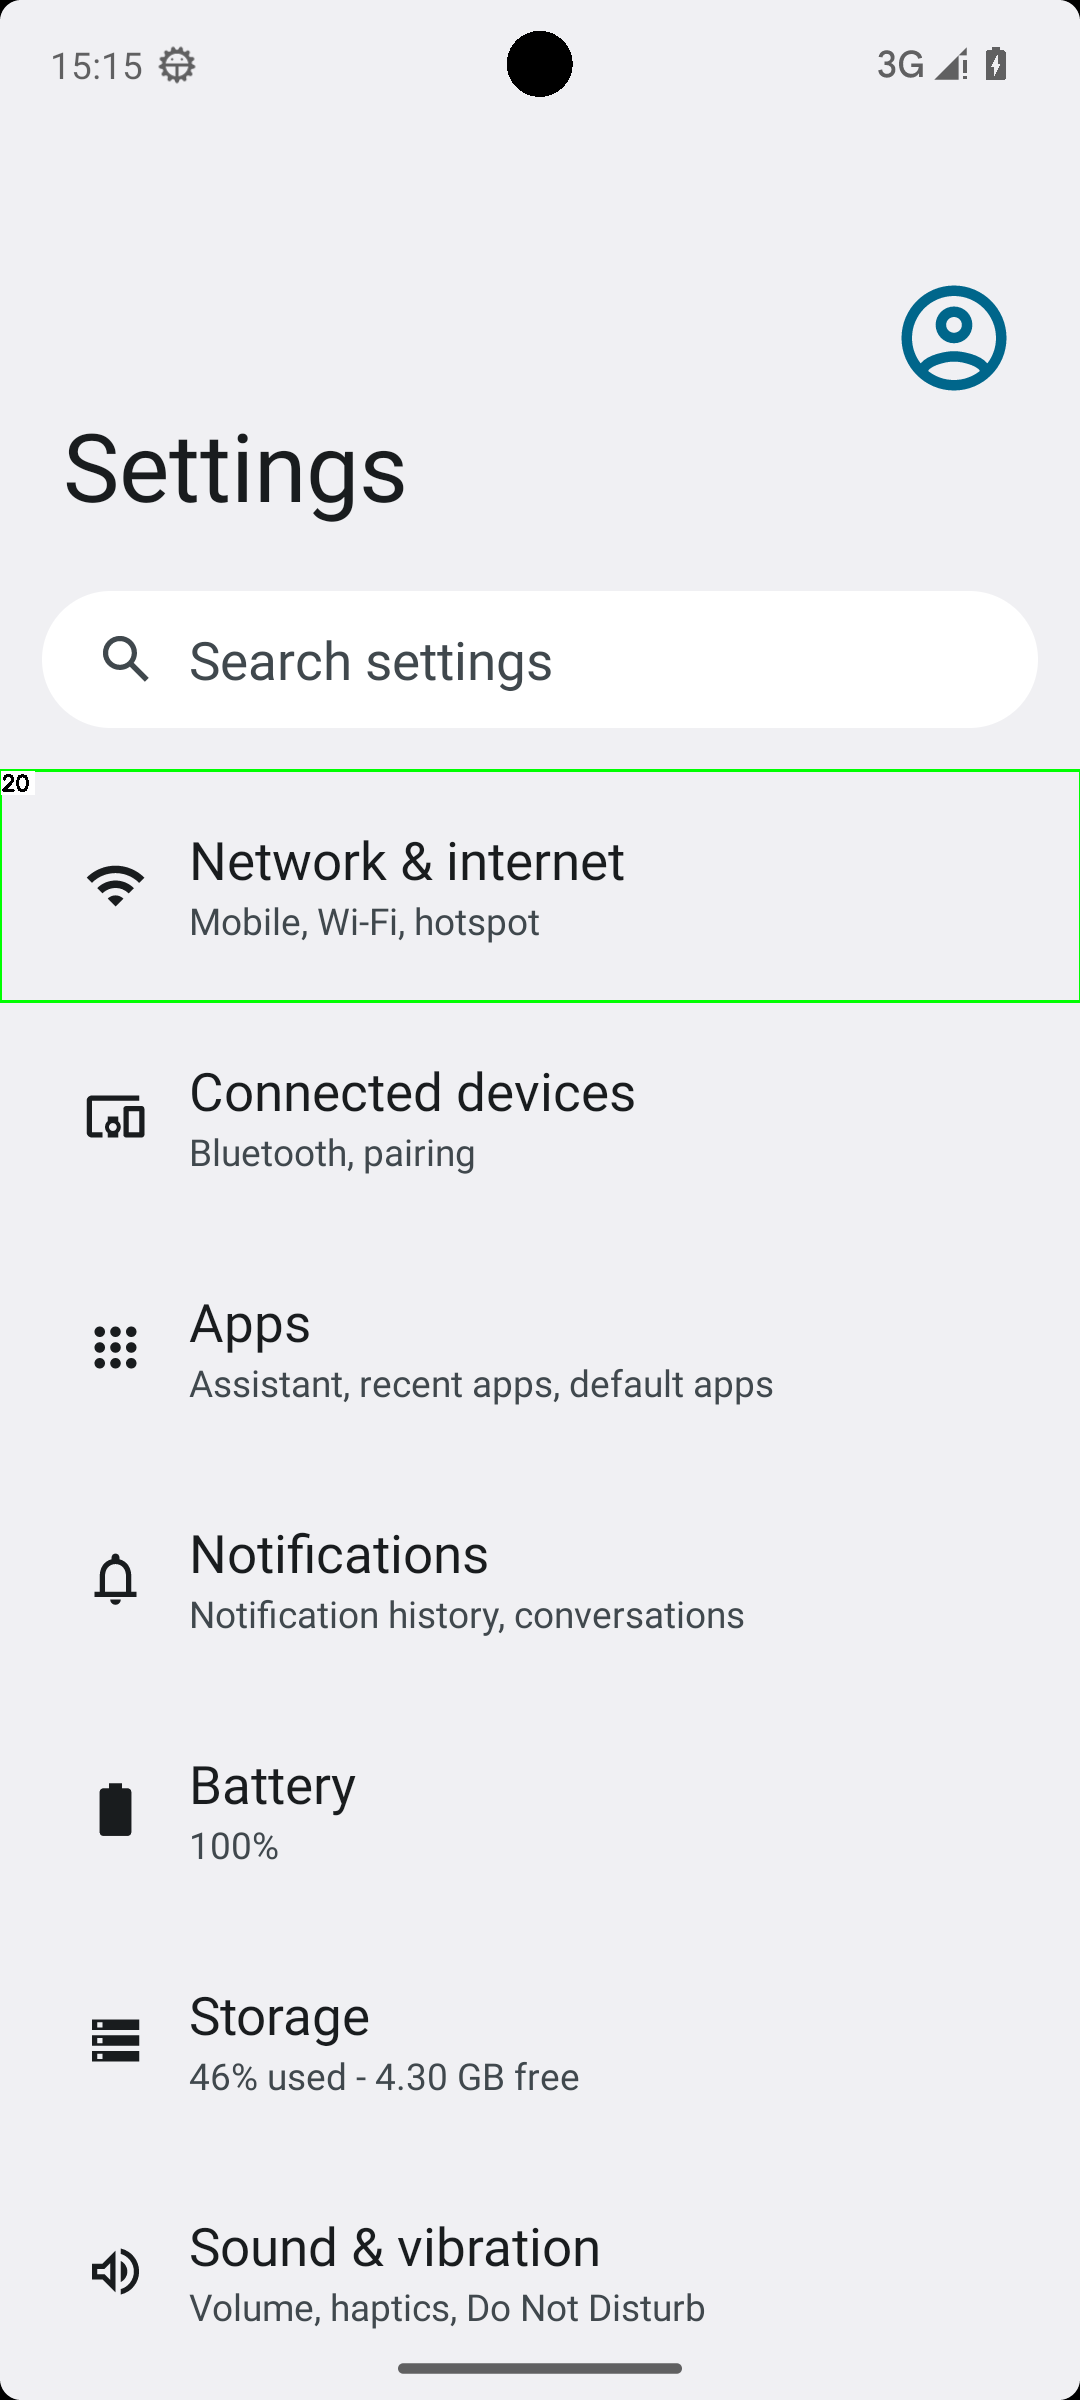 15:15
3G
Settings
Search settings
20
Network & internet
Mobile, Wi-Fi, hotspot
Connected devices
Bluetooth, pairing
Apps
Assistant, recent apps, default apps
Notifications
Notification history, conversations
Battery
100%
Storage
46% used - 4.30 GB free
Sound & vibration
Volume, haptics, Do Not Disturb